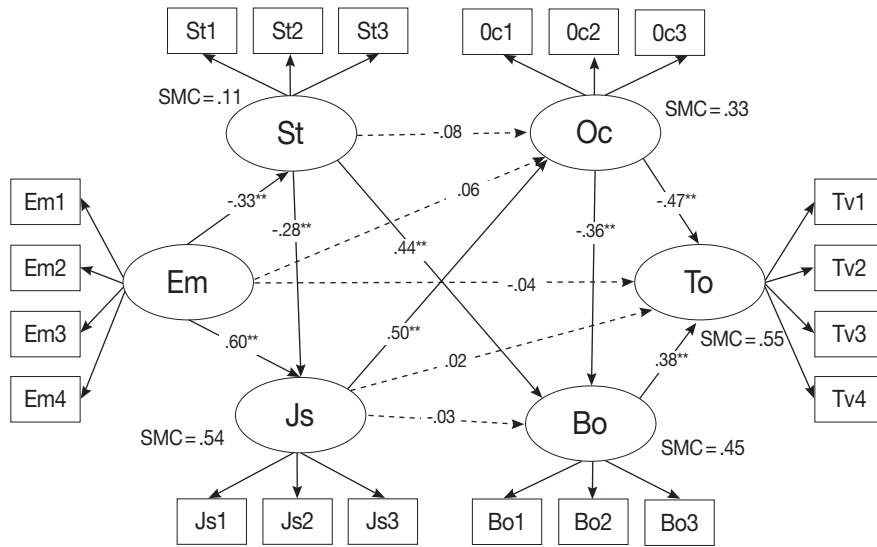 St1 St2 St3 0c1 0c2 0c3
SMC = .11
SMC = .33
St
-.08
Oc
Em1
Em2
Em3
Em4
-.33**
-.28**
.06
.44**
-.36**
-.47**
Tv1
Tv2
Tv3
Tv4
Em
-.04
To
.60**
.50**
.02
.38**
SMC = .55
Js
-.03
Bo
SMC = .54
SMC = .45
Js1 Js2 Js3 Bo1 Bo2 Bo3